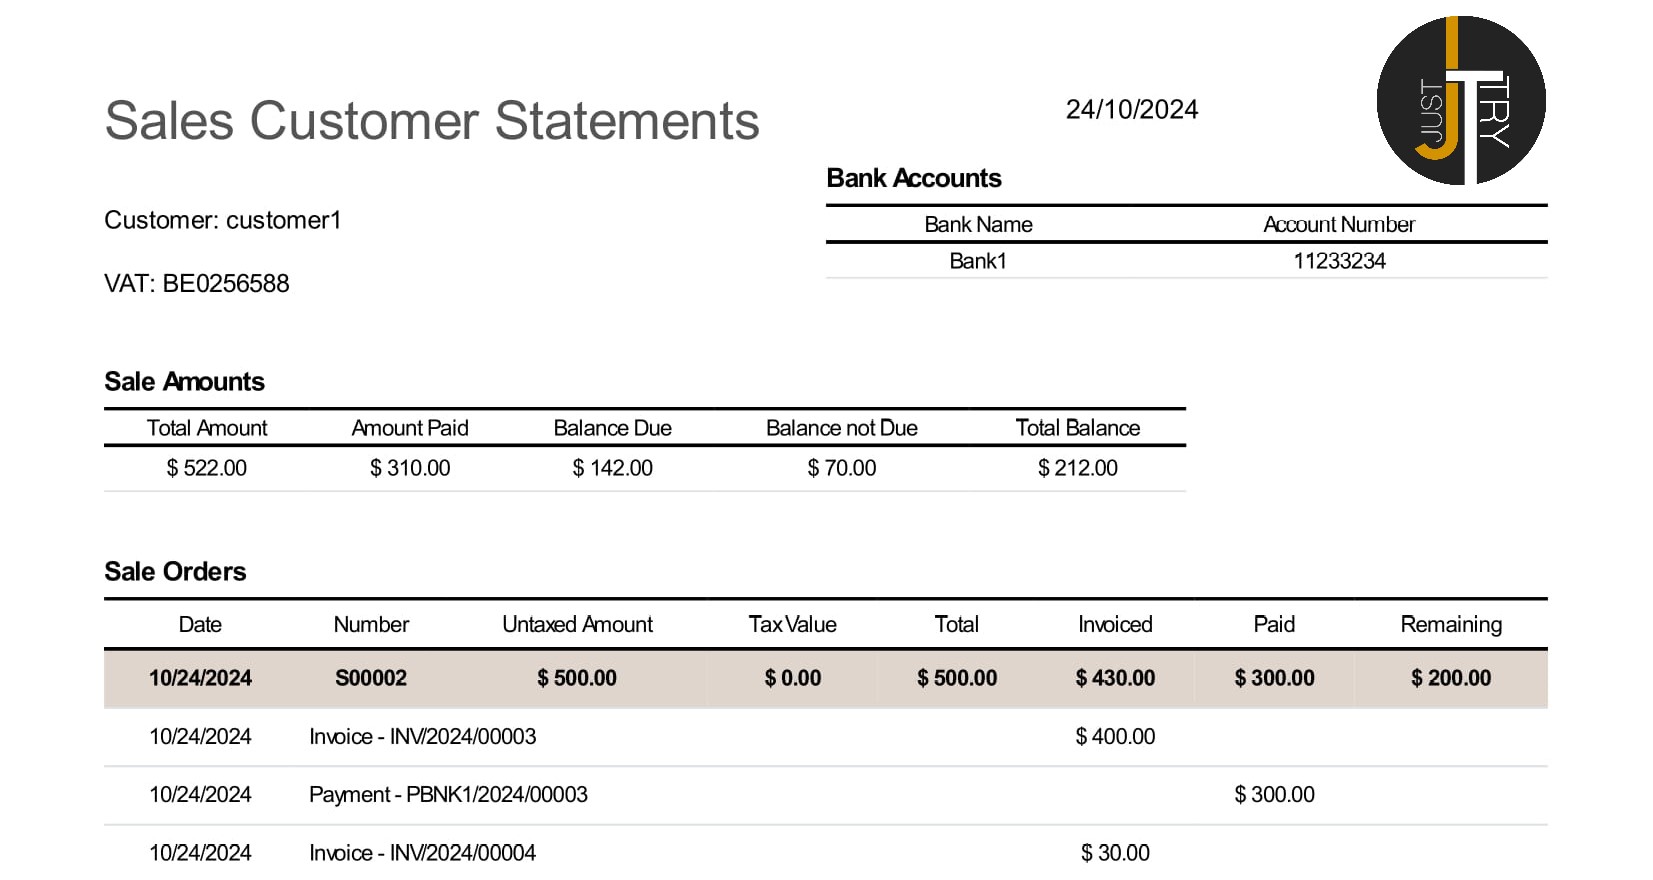 Sales Customer Statements
24/10/2024
JUST
TRY
Bank Accounts
Bank Name Account Number
Bank1 11233234
Customer: customer1
VAT: BE0256588
Sale Amounts
Total Amount Amount Paid Balance Due Balance not Due Total Balance
$ 522.00 $ 310.00 $ 142.00 $ 70.00 $ 212.00
Sale Orders
Date Number Untaxed Amount Tax Value Total Invoiced Paid Remaining
10/24/2024 S00002 $ 500.00 $ 0.00 $ 500.00 $ 430.00 $ 300.00 $ 200.00
10/24/2024 Invoice - INV/2024/00003 $ 400.00
10/24/2024 Payment - PBNK1/2024/00003 $ 300.00
10/24/2024 Invoice - INV/2024/00004 $ 30.00